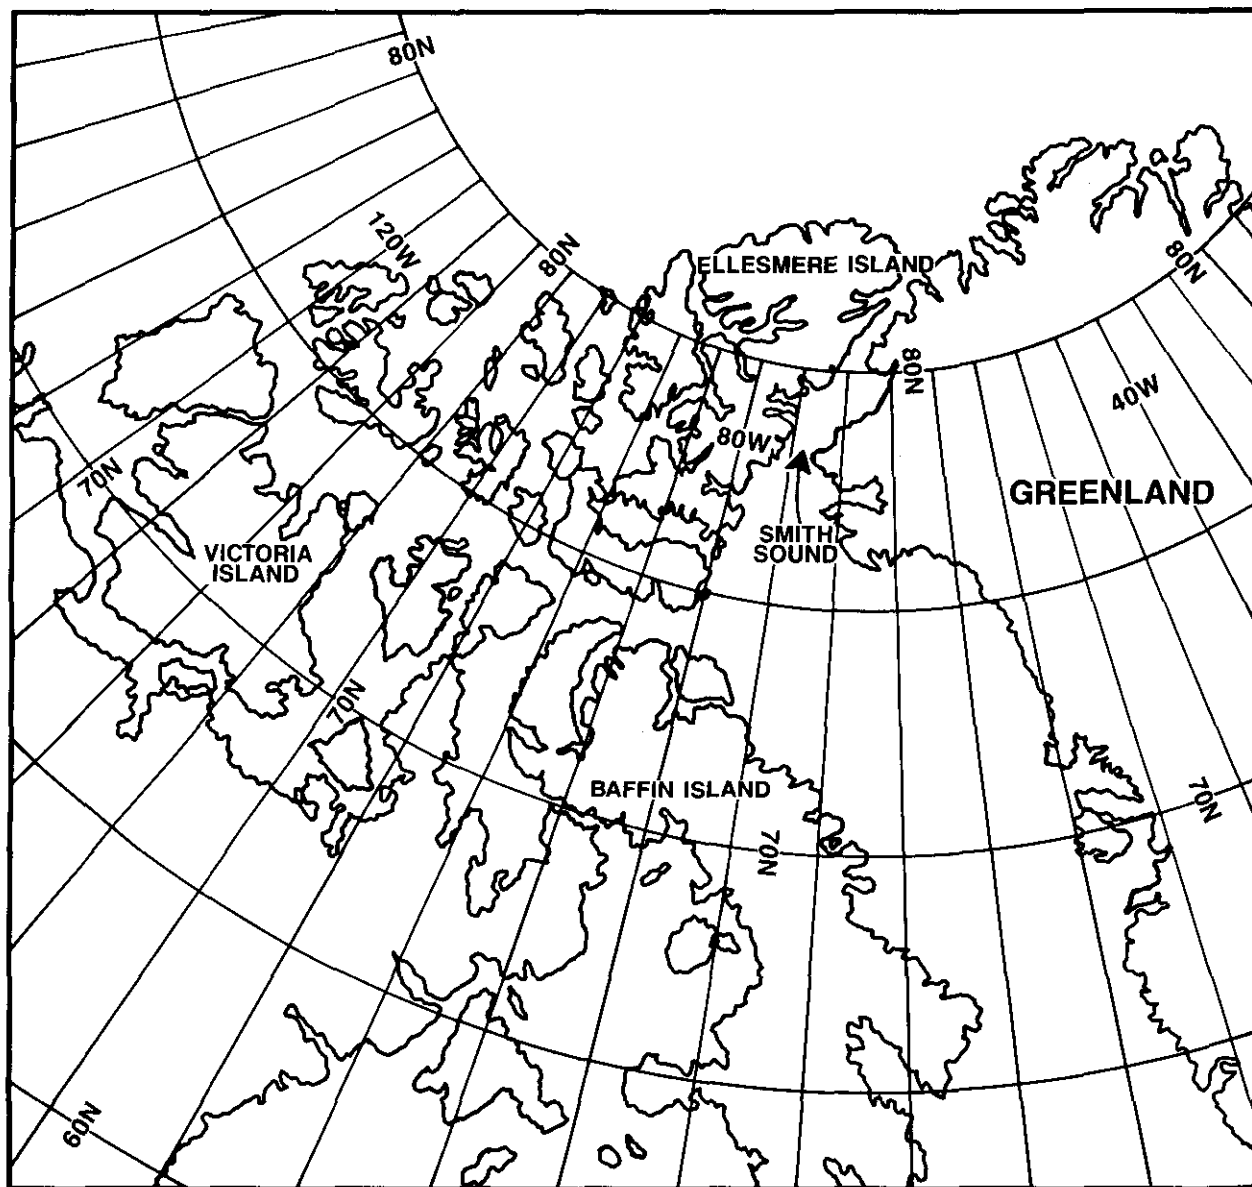 80N
120W
80N
ELLESMERE ISLAND
80N
80N
40W
80W
70N
GREENLAND
SMITH
SOUND
VICTORIA
ISLAND
70N
BAFFIN ISLAND
70N
70N
60N